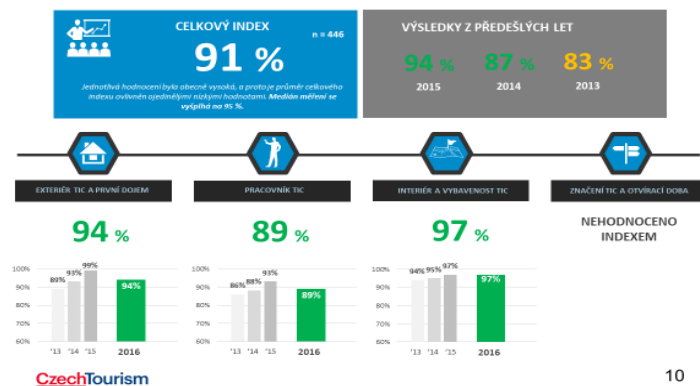 CELKOVÝ INDEX
n = 446
91 %
Jednotlivá hodnocení byla obecně vysoká, a proto je průměr celkového
indexu ovlivněn ojedinělými nízkými hodnotami. Medián měření se
vyšplhá na 95 %.
VÝSLEDKY Z PŘEDEŠLÝCH LET
94 % 87 % 83 %
2015 2014 2013
EXTERIÉR TIC A PRVNÍ DOJEM
PRACOVNÍK TIC
INTERIÉR A VYBAVENOST TIC
ZNAČENÍ TIC A OTVÍRACÍ DOBA
94 %
89 %
97 %
NEHODNOCENO
INDEXEM
100%
90%
80%
70%
60%
89%
93%
99%
94%
'13 '14 '15 2016
100%
90%
80%
70%
60%
86%
88%
93%
89%
'13 '14 '15 2016
100%
90%
80%
70%
60%
94%
95%
97%
97%
'13 '14 '15 2016
CzechTourism
10